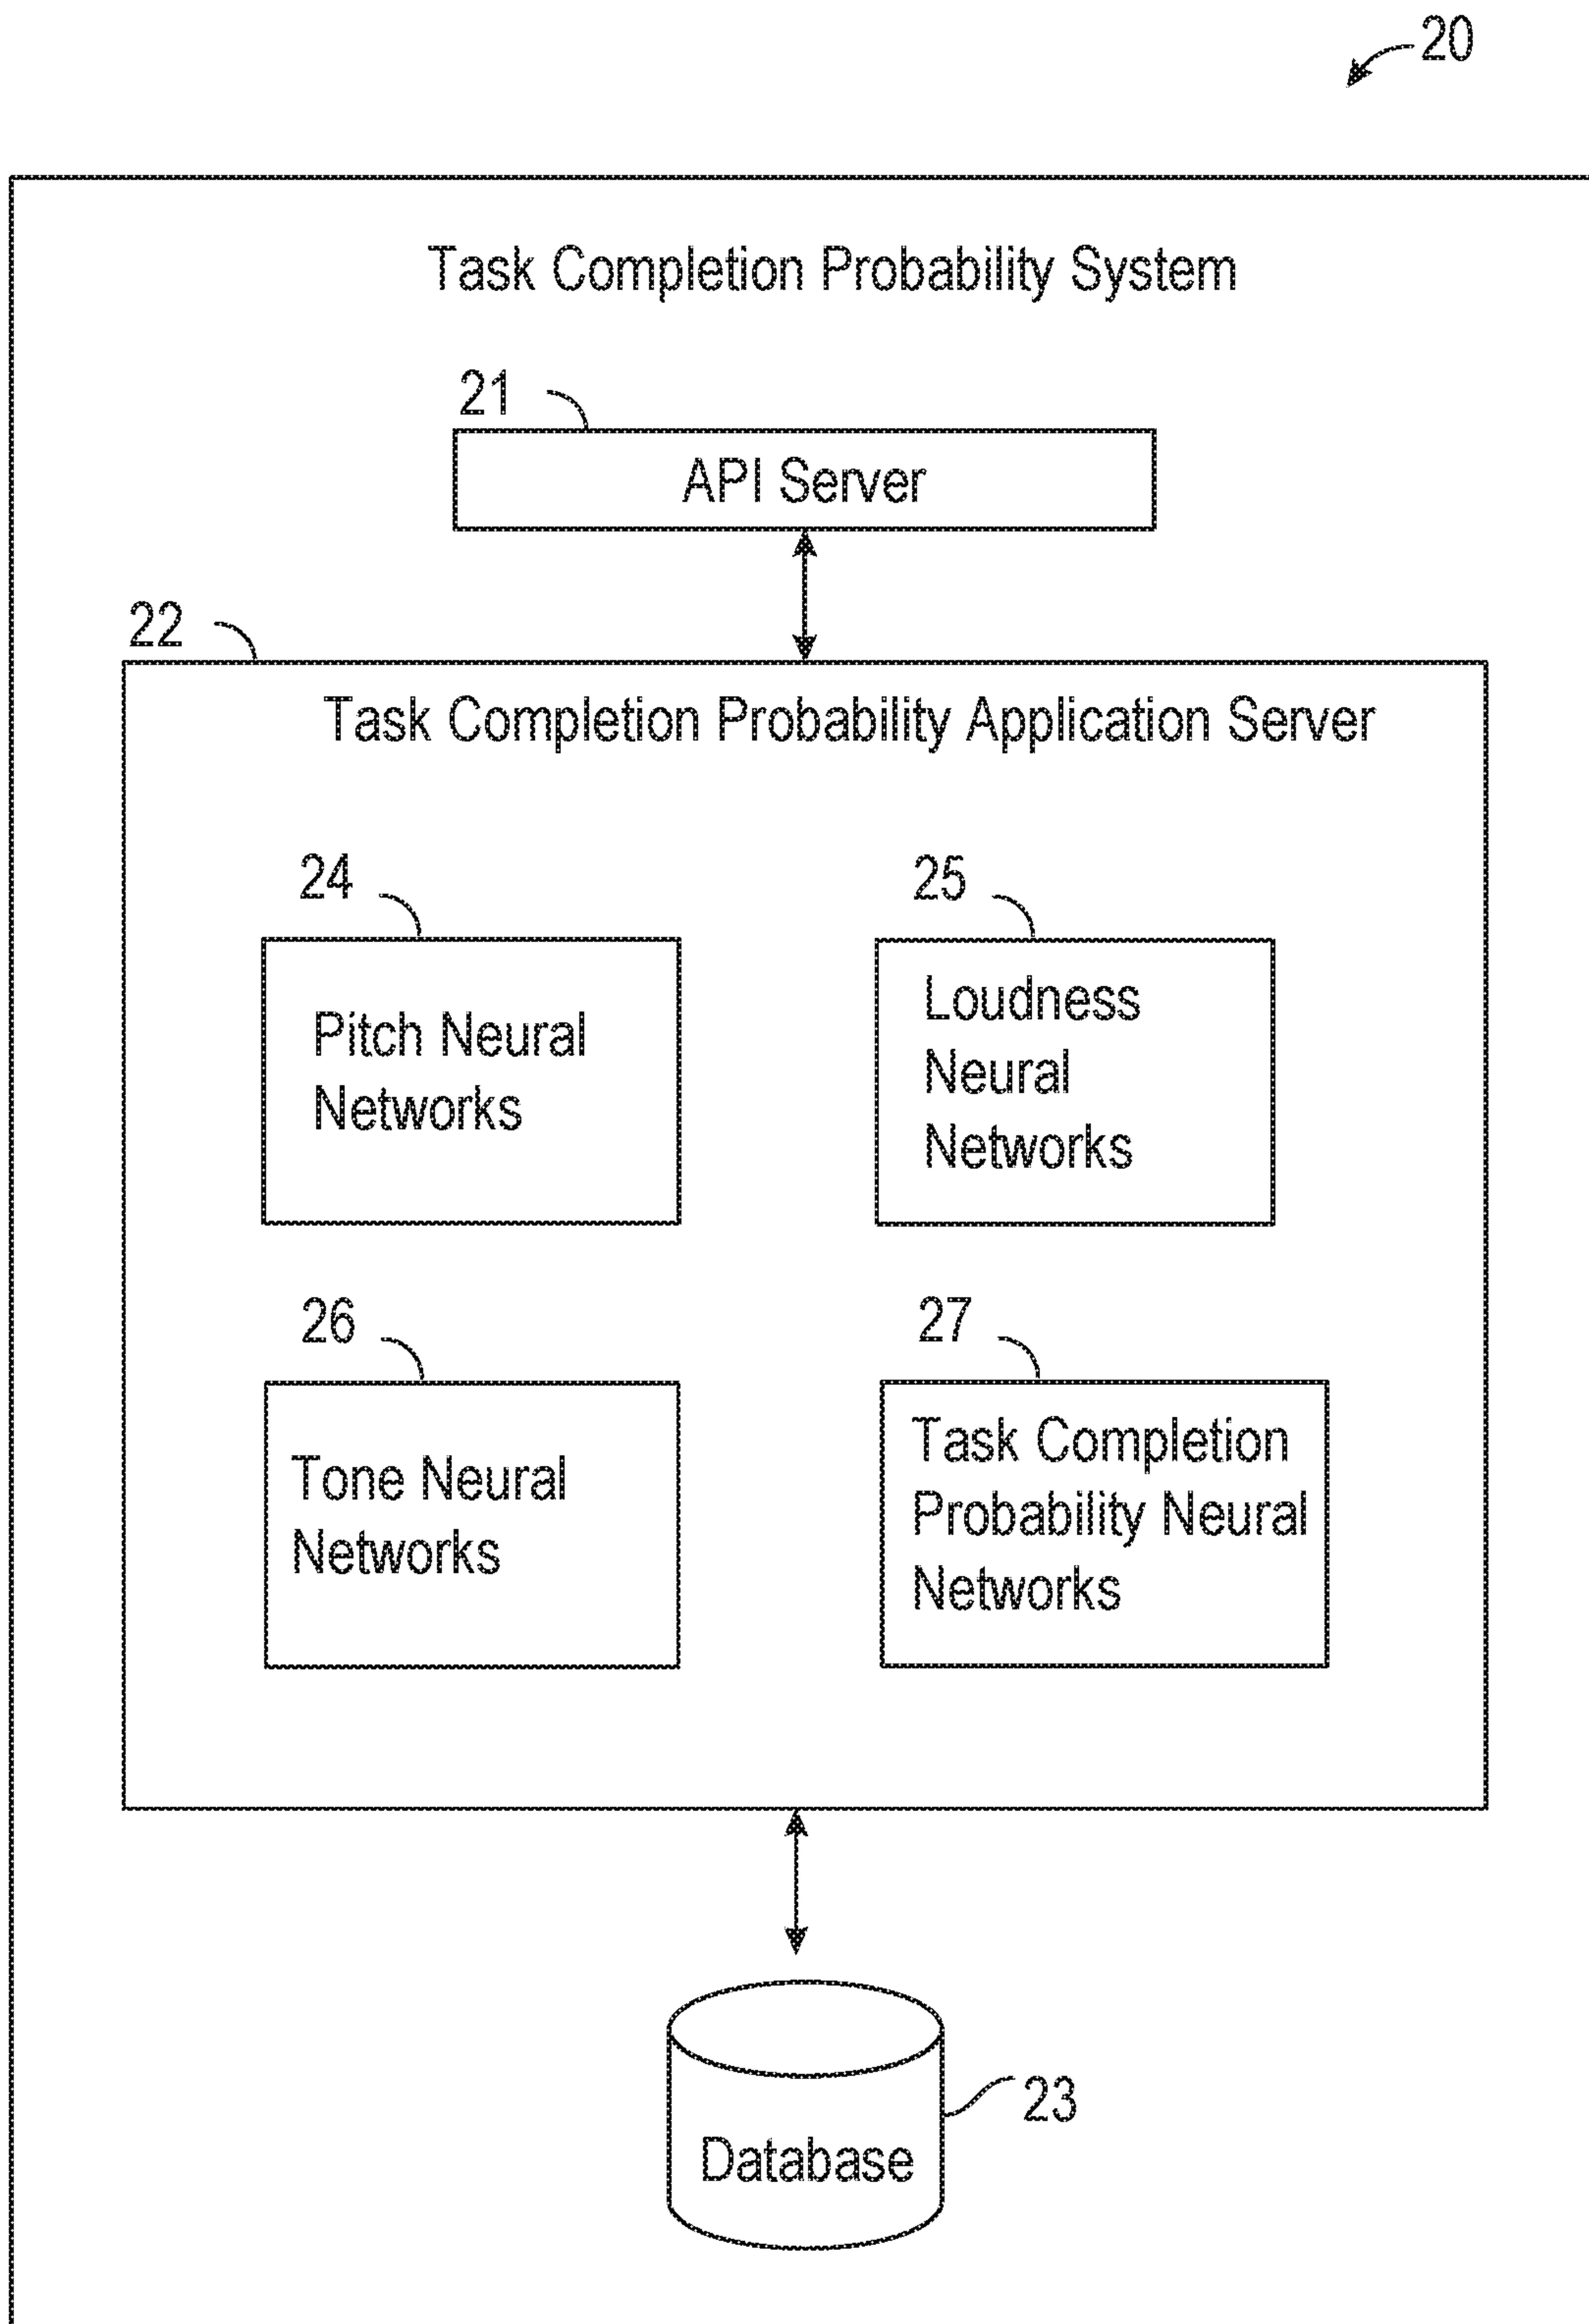 20
Task Completion Probability System
21
API Server
22
Task Completion Probability Application Server
24
Pitch Neural
Networks
25
Loudness
Neural
Networks
26
Tone Neural
Networks
27
Task Completion
Probability Neural
Networks
23
Database